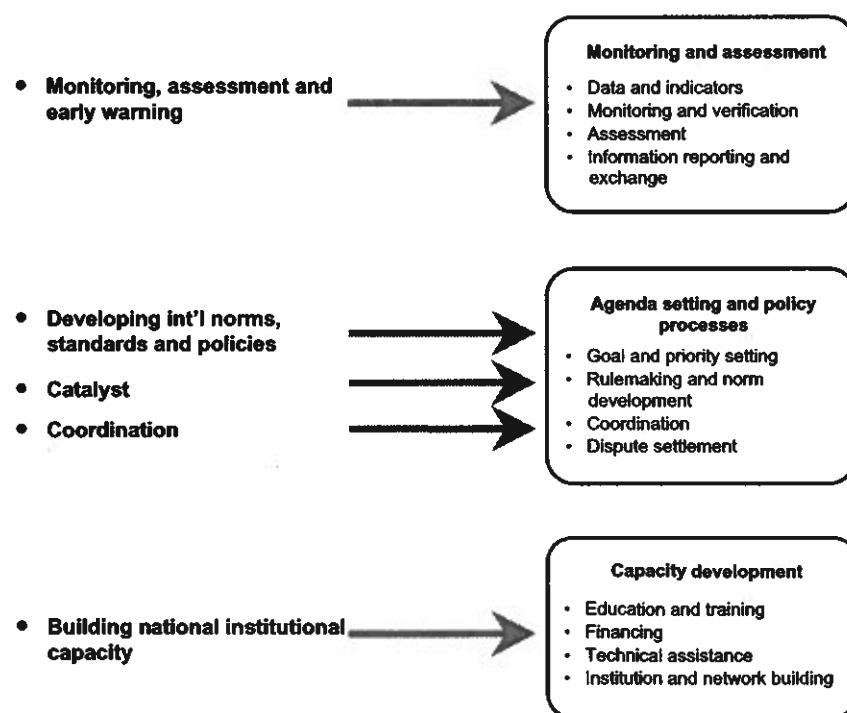 • Monitoring, assessment and
early warning
Monitoring and assessment
• Data and indicators
• Monitoring and verification
• Assessment
• Information reporting and
exchange
• Developing int'l norms,
standards and policies
• Catalyst
• Coordination
Agenda setting and policy
processes
• Goal and priority setting
• Rulemaking and norm
development
• Coordination
• Dispute settlement
• Building national institutional
capacity
Capacity development
• Education and training
• Financing
• Technical assistance
• Institution and network building